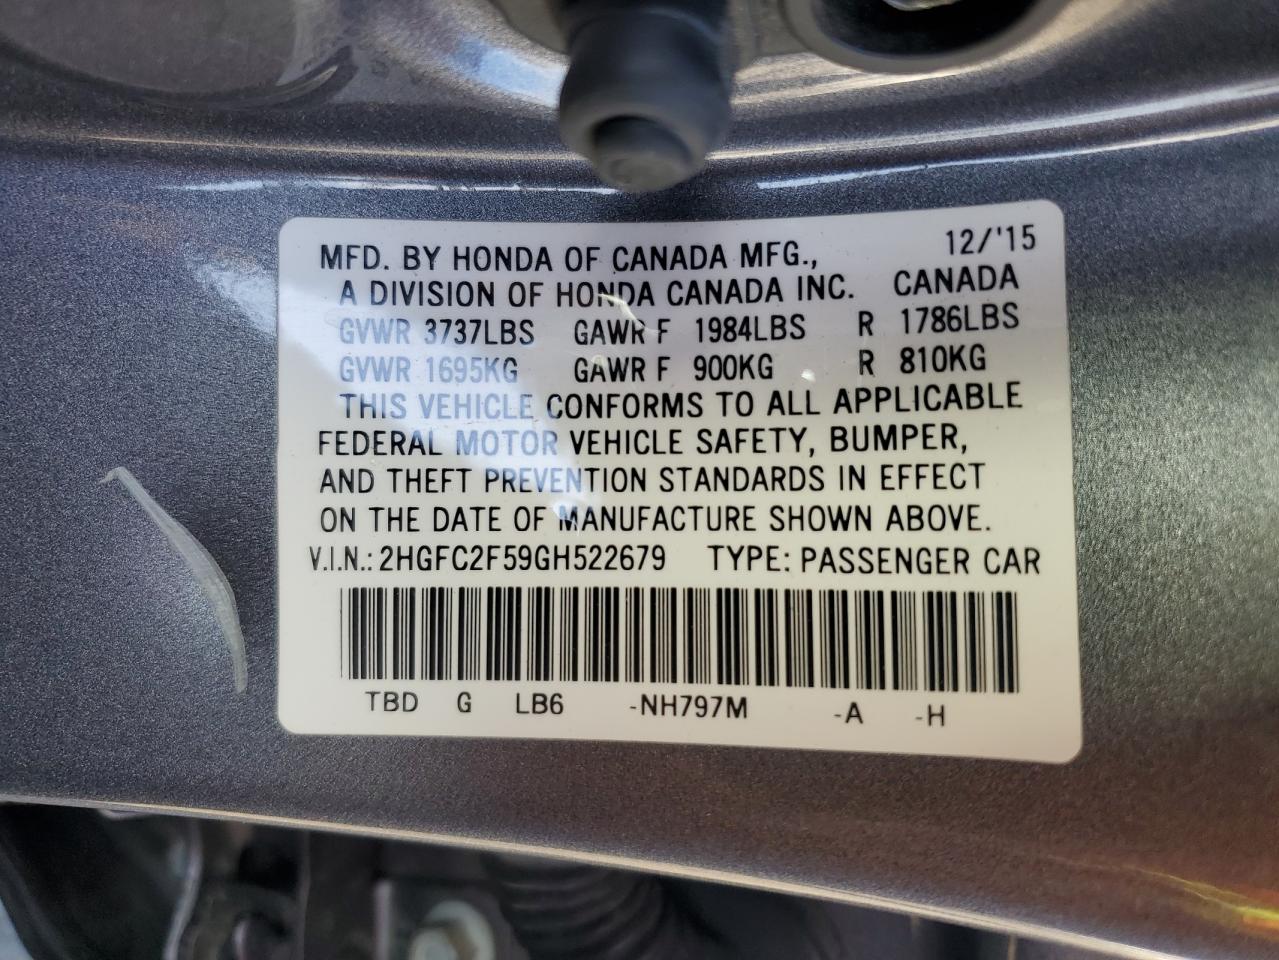 MFD. BY HONDA OF CANADA MFG., 12/'15
A DIVISION OF HONDA CANADA INC. CANADA
GVWR 3737LBS GAWR F 1984LBS R 1786LBS
GVWR 1695KG GAWR F 900KG R 810KG
THIS VEHICLE CONFORMS TO ALL APPLICABLE
FEDERAL MOTOR VEHICLE SAFETY, BUMPER,
AND THEFT PREVENTION STANDARDS IN EFFECT
ON THE DATE OF MANUFACTURE SHOWN ABOVE.
V.I.N.: 2HGFC2F59GH522679 TYPE: PASSENGER CAR
TBD G LB6 -NH797M -A -H